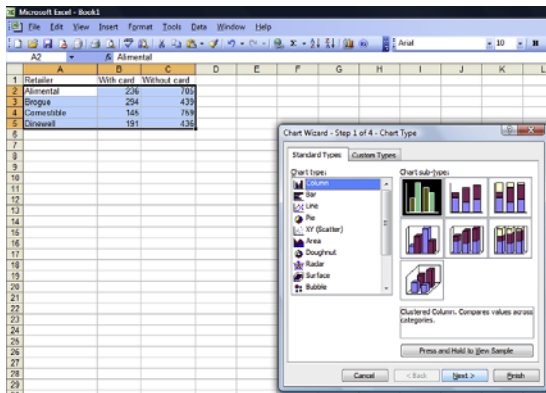 Microsoft Excel - Book1
File Edit View Insert Format Tools Data Window Help
Arial 10 B
A2 fx Alimental
A B C D E F G H I J K L
1 Retailer With card Without card
2 Alimental 236 705
3 Brogue 294 439
4 Comestible 145 759
5 Dinewell 191 436
6
7
8
9
10
11
12
13
14
15
16
17
18
19
20
21
22
23
24
25
26
27
28
29
Chart Wizard - Step 1 of 4 - Chart Type
Standard Types Custom Types
Chart type: Chart sub-type:
Column
Bar
Line
Pie
XY (Scatter)
Area
Doughnut
Radar
Surface
Bubble
Clustered Column. Compares values across categories.
Press and Hold to View Sample
Cancel < Back Next > Finish